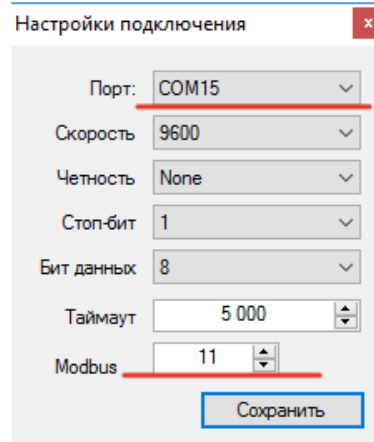 Настройки подключения x
Порт: COM15
Скорость 9600
Четность None
Стоп-бит 1
Бит данных 8
Таймаут 5 000
Modbus 11
Сохранить